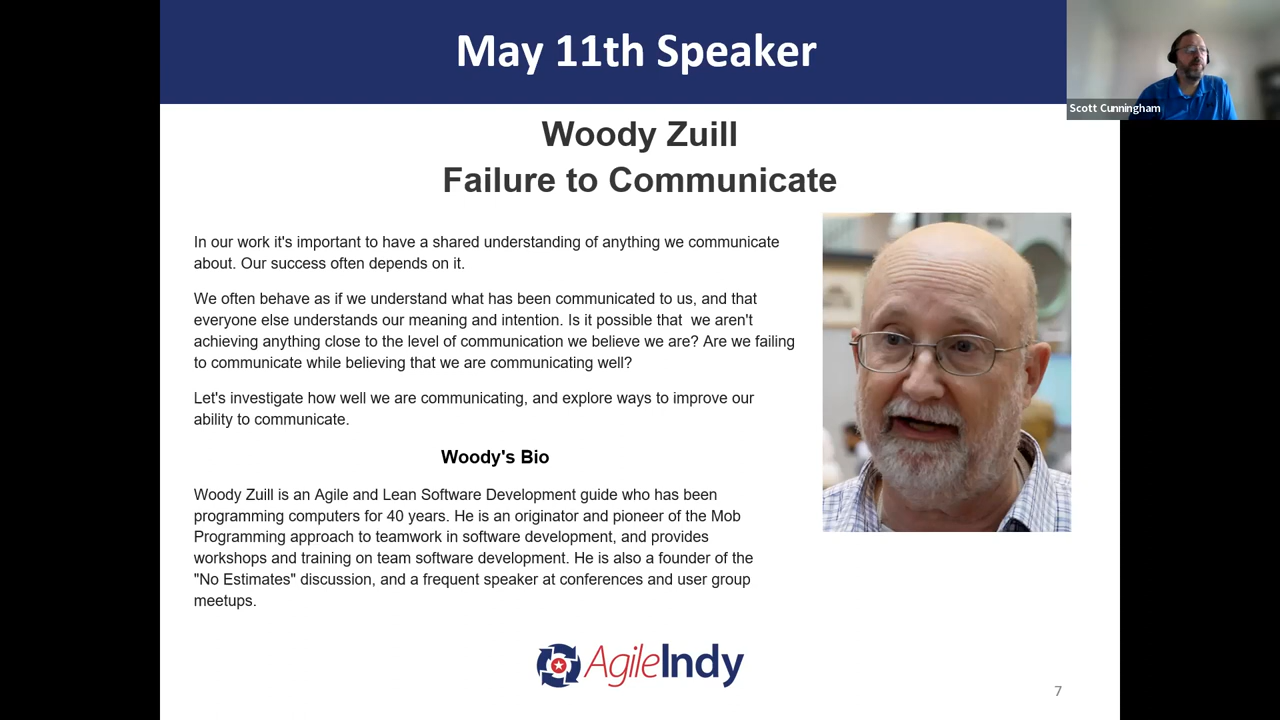 May 11th Speaker
Scott Cunningham
Woody Zuill
Failure to Communicate
In our work it's important to have a shared understanding of anything we communicate
about. Our success often depends on it.
We often behave as if we understand what has been communicated to us, and that
everyone else understands our meaning and intention. Is it possible that  we aren't
achieving anything close to the level of communication we believe we are? Are we failing
to communicate while believing that we are communicating well?
Let's investigate how well we are communicating, and explore ways to improve our
ability to communicate.
Woody's Bio
Woody Zuill is an Agile and Lean Software Development guide who has been
programming computers for 40 years. He is an originator and pioneer of the Mob
Programming approach to teamwork in software development, and provides
workshops and training on team software development. He is also a founder of the
"No Estimates" discussion, and a frequent speaker at conferences and user group
meetups.
AgileIndy
7